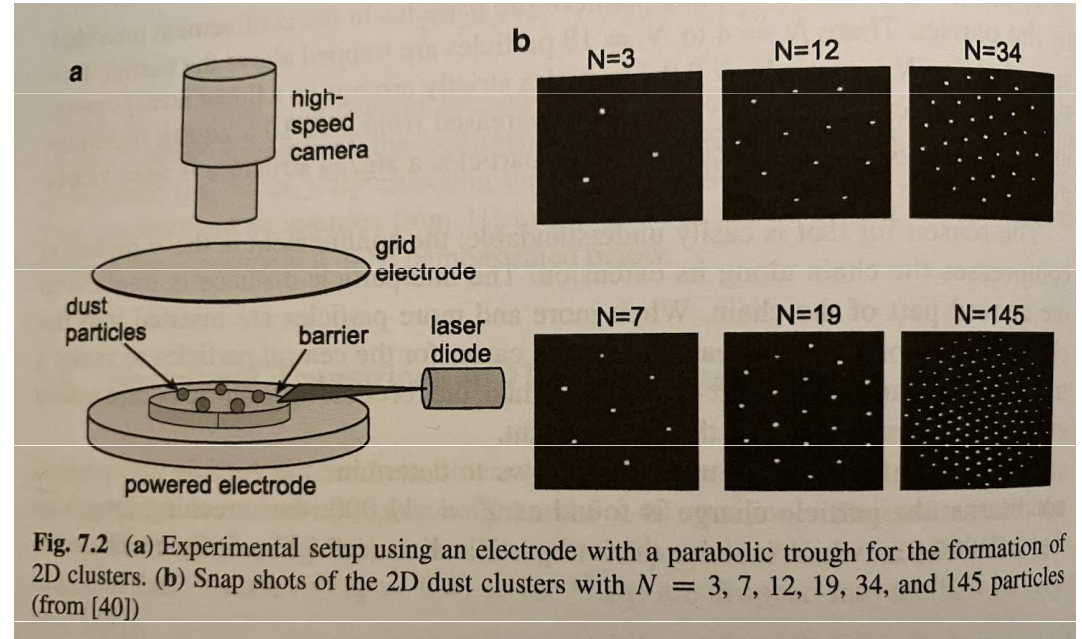 a
high-
speed
camera
grid
electrode
dust
particles
barrier
laser
diode
powered electrode
b
N=3
N=12
N=34
N=7
N=19
N=145
Fig. 7.2 (a) Experimental setup using an electrode with a parabolic trough for the formation of
2D clusters. (b) Snap shots of the 2D dust clusters with N = 3, 7, 12, 19, 34, and 145 particles
(from [40])